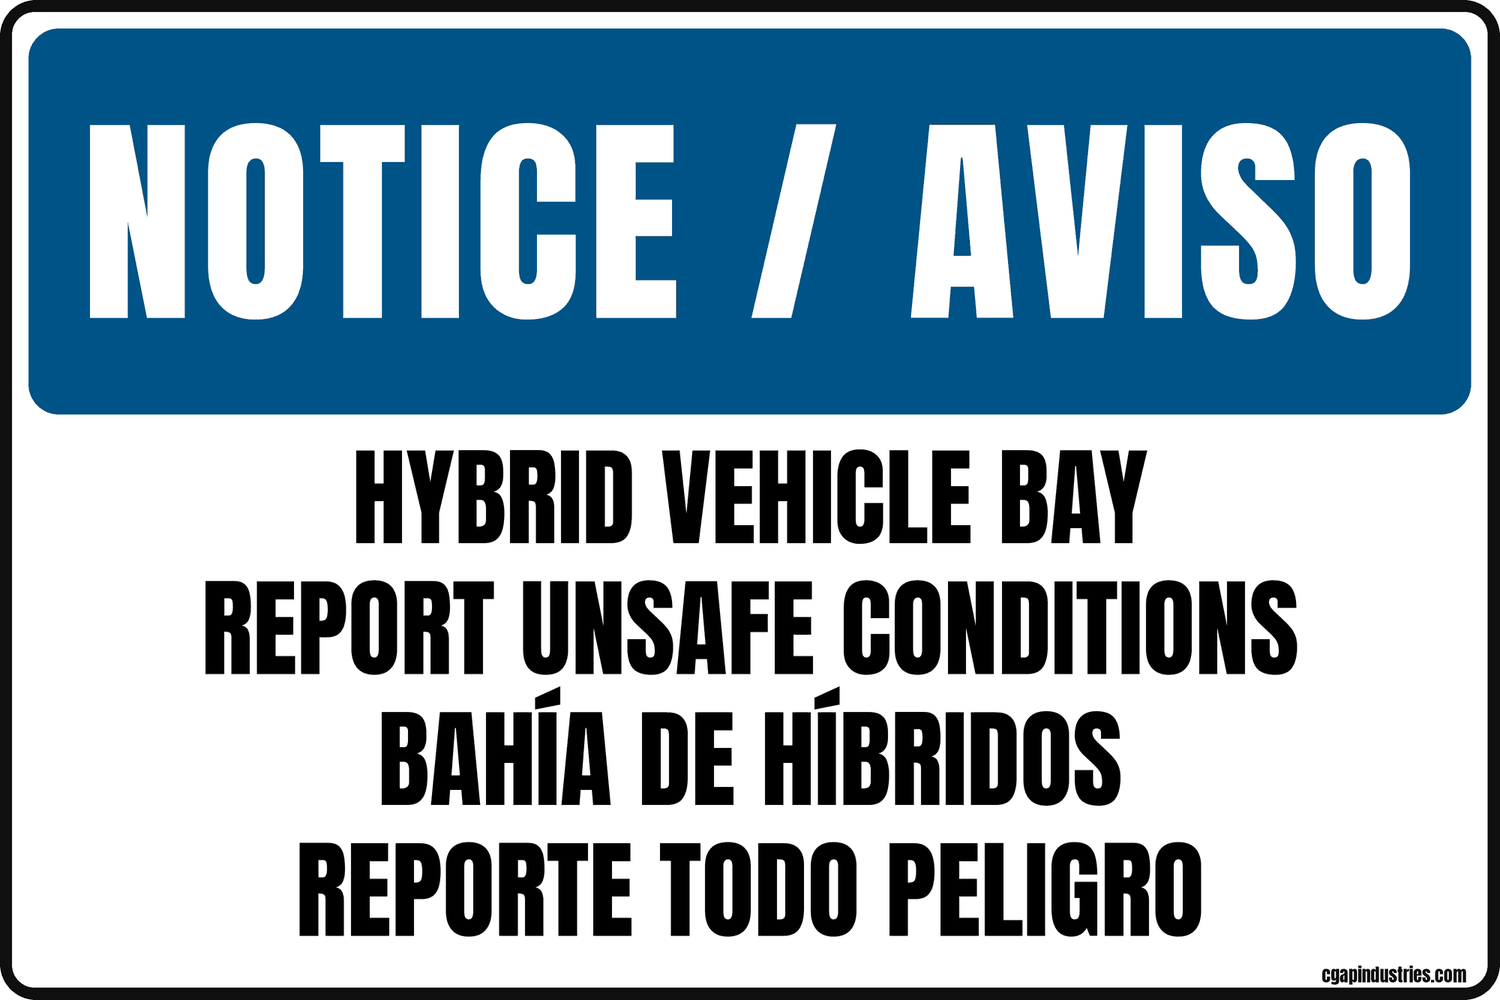 NOTICE / AVISO
HYBRID VEHICLE BAY
REPORT UNSAFE CONDITIONS
BAHÍA DE HÍBRIDOS
REPORTE TODO PELIGRO
cgapindustries.com